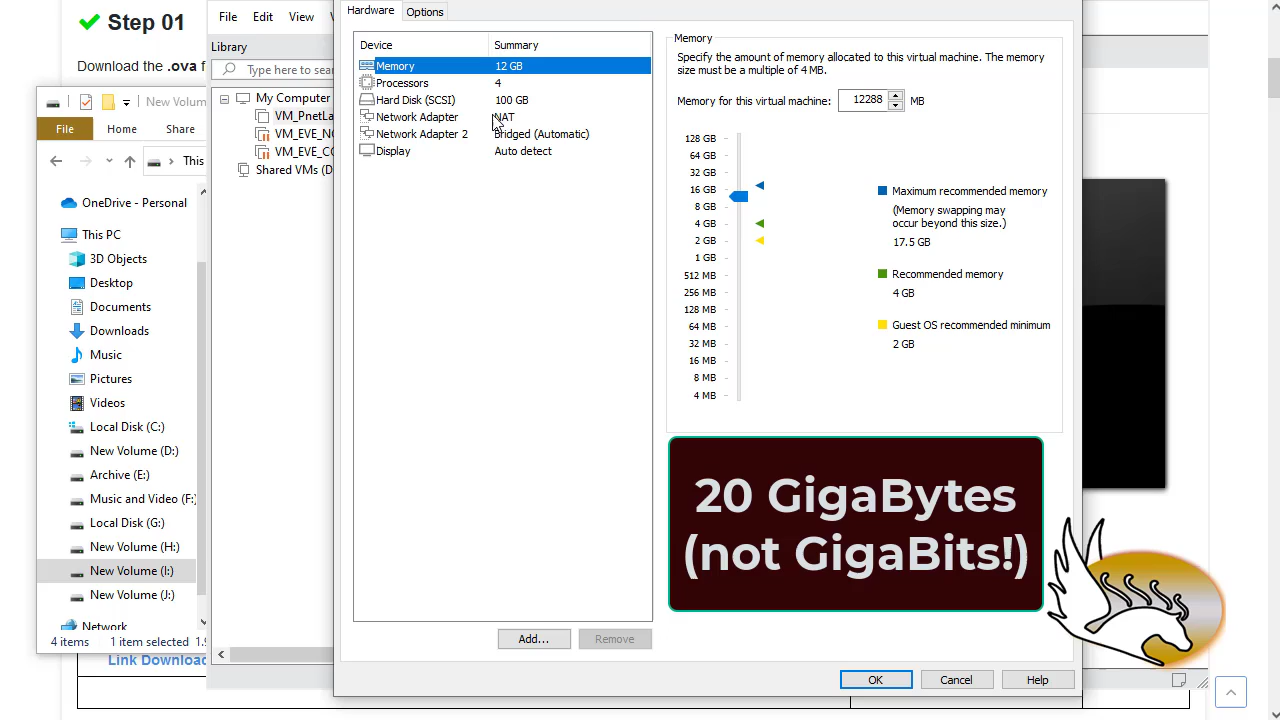 Step 01
Download the .ova f
File Edit View
Library
Type here to sear
My Computer
VM_PnetLa
VM_EVE_NG
VM_EVE_CC
Shared VMs (D
New Volum
File Home Share
This
OneDrive - Personal
This PC
3D Objects
Desktop
Documents
Downloads
Music
Pictures
Videos
Local Disk (C:)
New Volume (D:)
Archive (E:)
Music and Video (F:
Local Disk (G:)
New Volume (H:)
New Volume (I:)
New Volume (J:)
Network
4 items 1 item selected 1.9
Link Download
Hardware Options
Device Summary
Memory 12 GB
Processors 4
Hard Disk (SCSI) 100 GB
Network Adapter NAT
Network Adapter 2 Bridged (Automatic)
Display Auto detect
Add... Remove
Memory
Specify the amount of memory allocated to this virtual machine. The memory
size must be a multiple of 4 MB.
Memory for this virtual machine: 12288 MB
128 GB
64 GB
32 GB
16 GB
8 GB
4 GB
2 GB
1 GB
512 MB
256 MB
128 MB
64 MB
32 MB
16 MB
8 MB
4 MB
Maximum recommended memory
(Memory swapping may
occur beyond this size.)
17.5 GB
Recommended memory
4 GB
Guest OS recommended minimum
2 GB
20 GigaBytes
(not GigaBits!)
OK Cancel Help